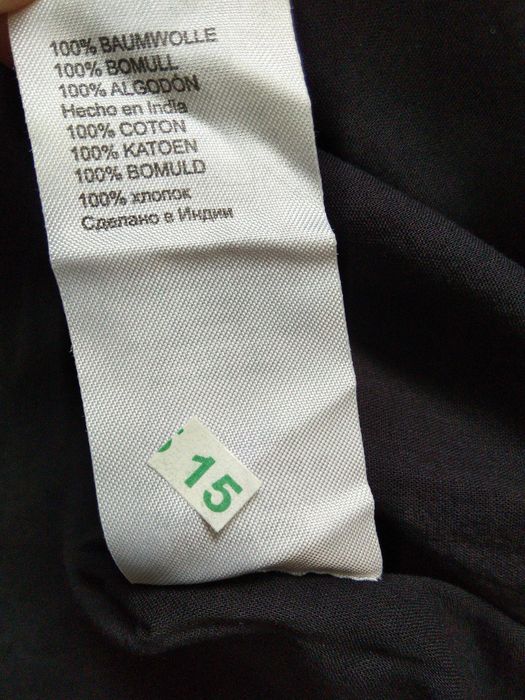 100% BAUMWOLLE
100% BOMULL
100% ALGODÓN
Hecho en India
100% COTON
100% KATOEN
100% BOMULD
100% хлопок
Сделано в Индии
15